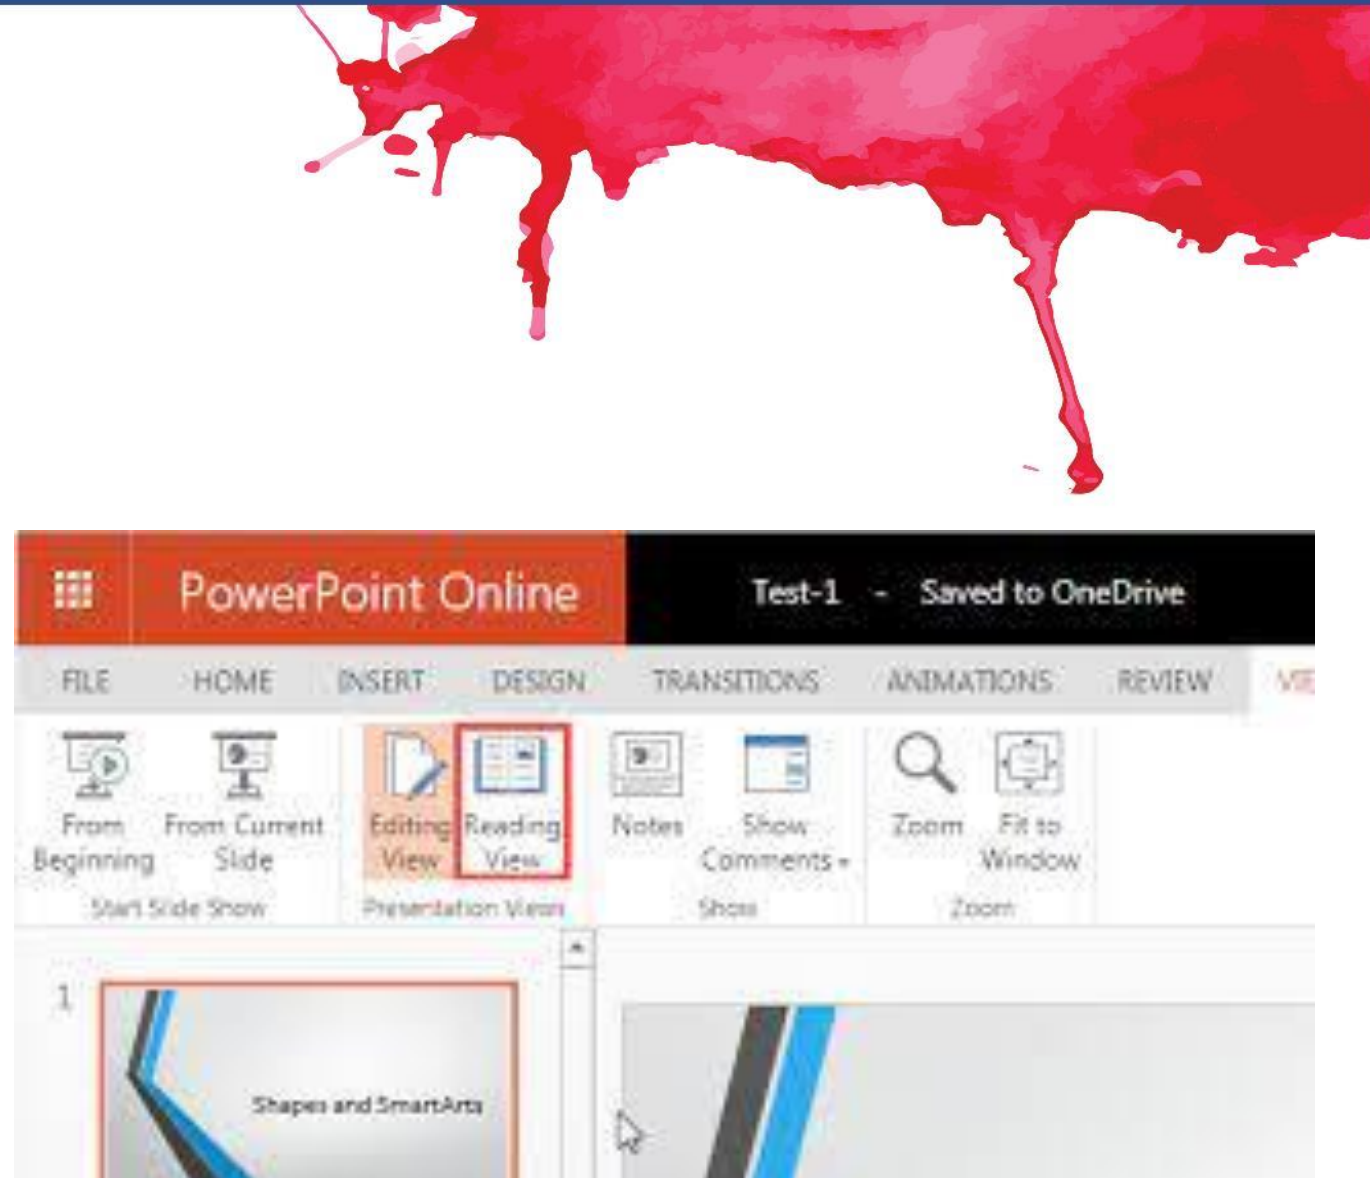 PowerPoint Online
Test-1 - Saved to OneDrive
FILE HOME INSERT DESIGN TRANSITIONS ANIMATIONS REVIEW
From Beginning
From Current Slide
Editing View
Reading View
Notes
Show Comments
Zoom
Fit to Window
Start Slide Show
Presentation Views
Show
Zoom
1
Shapes and SmartArts